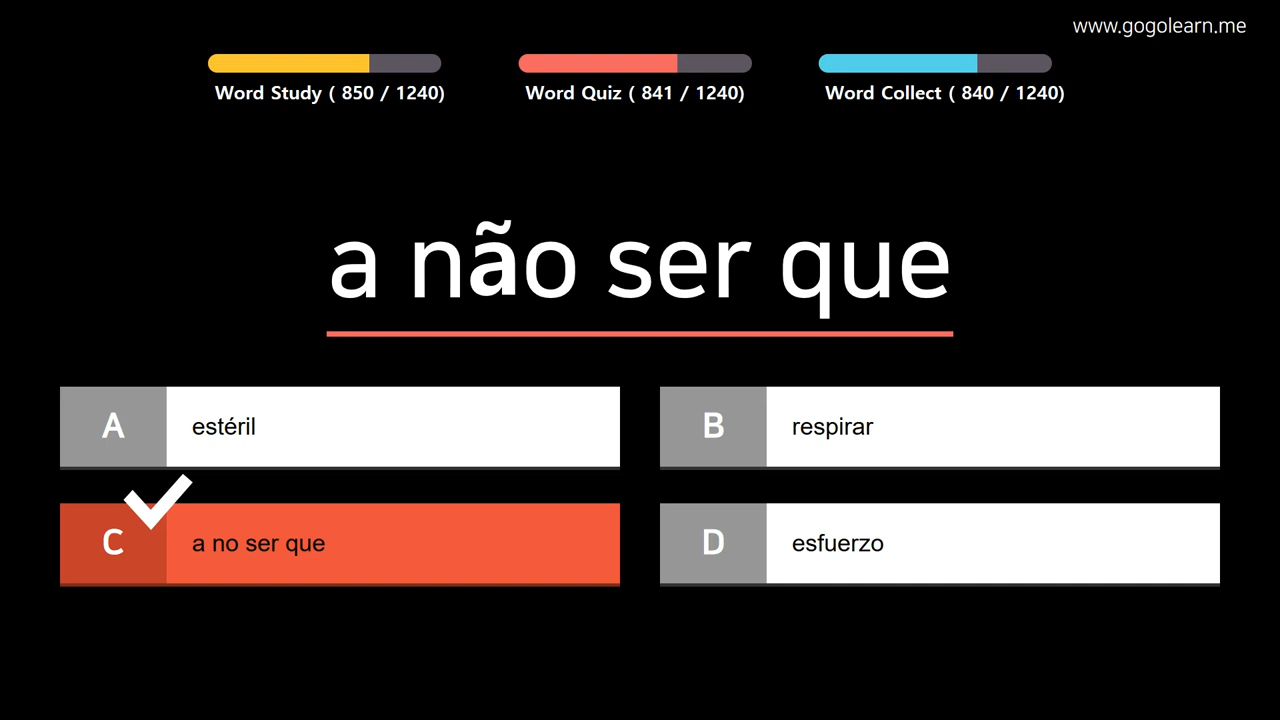 www.gogolearn.me
Word Study ( 850 / 1240)
Word Quiz ( 841 / 1240)
Word Collect ( 840 / 1240)
a não ser que
A
estéril
B
respirar
C
a no ser que
D
esfuerzo